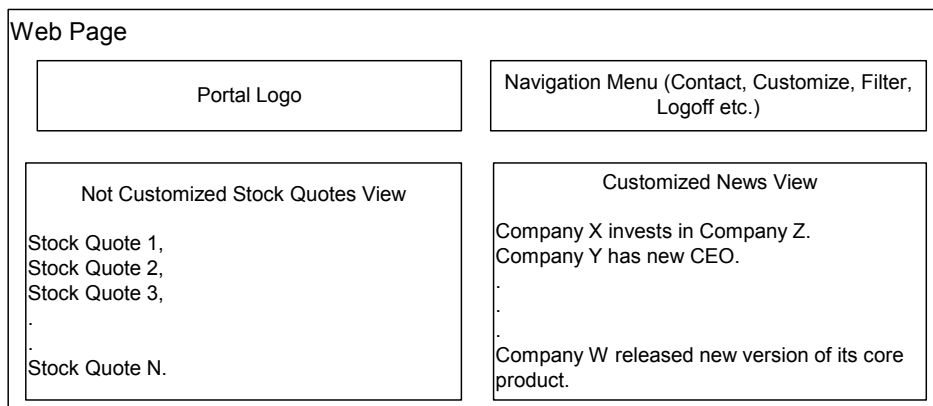 Web Page
Portal Logo
Navigation Menu (Contact, Customize, Filter,
Logoff etc.)
Not Customized Stock Quotes View
Stock Quote 1,
Stock Quote 2,
Stock Quote 3,
.
.
Stock Quote N.
Customized News View
Company X invests in Company Z.
Company Y has new CEO.
.
.
.
Company W released new version of its core
product.